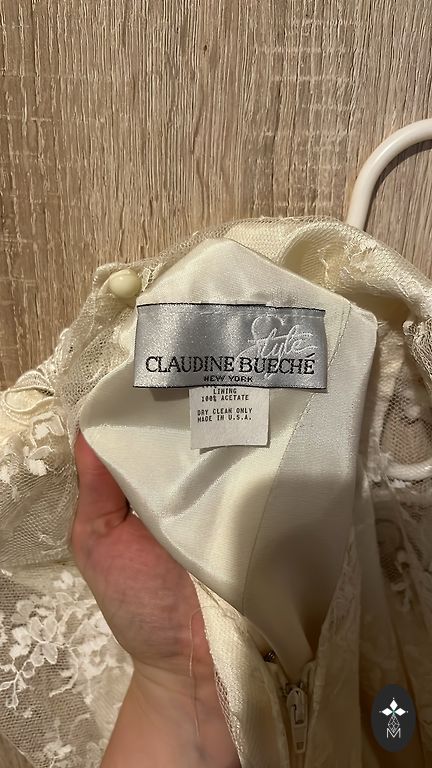 Style
CLAUDINE BUECHÉ
NEW YORK
LINING
100% ACETATE
DRY CLEAN ONLY
MADE IN U.S.A.